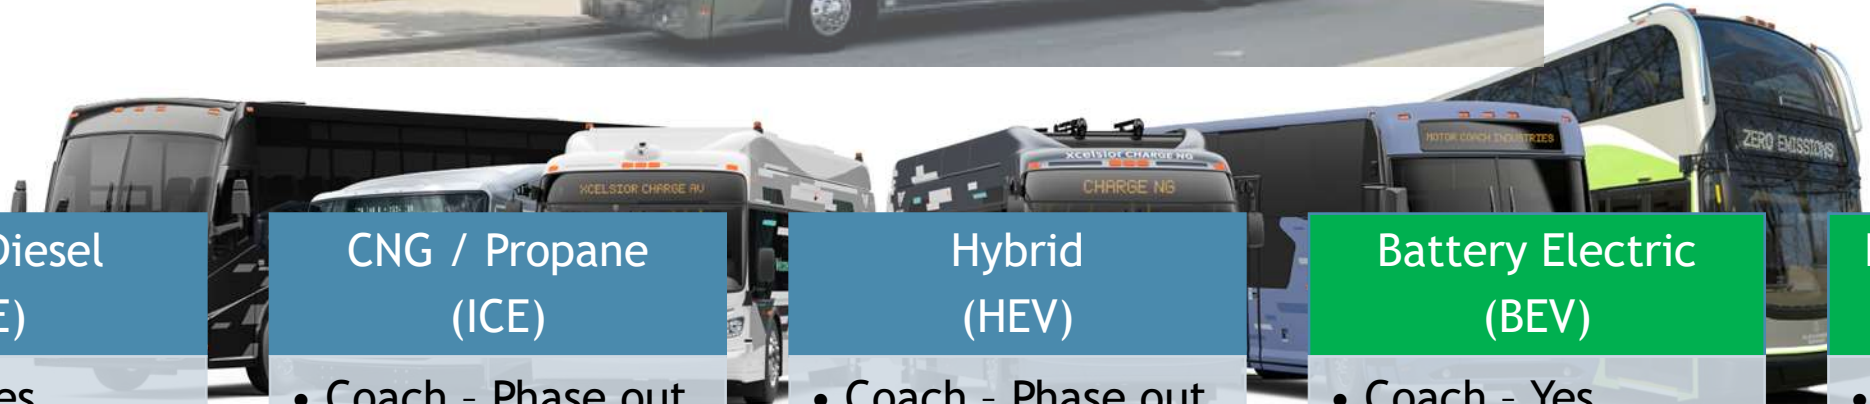 MOTOR COACH INDUSTRIES
ZERO EMISSIONS
xcelsior CHARGE NG
XCELSIOR CHARGE AV
CHARGE NG
Diesel
CNG / Propane
(ICE)
Hybrid
(HEV)
Battery Electric
(BEV)
• Coach – Phase out
• Coach – Phase out
• Coach – Yes